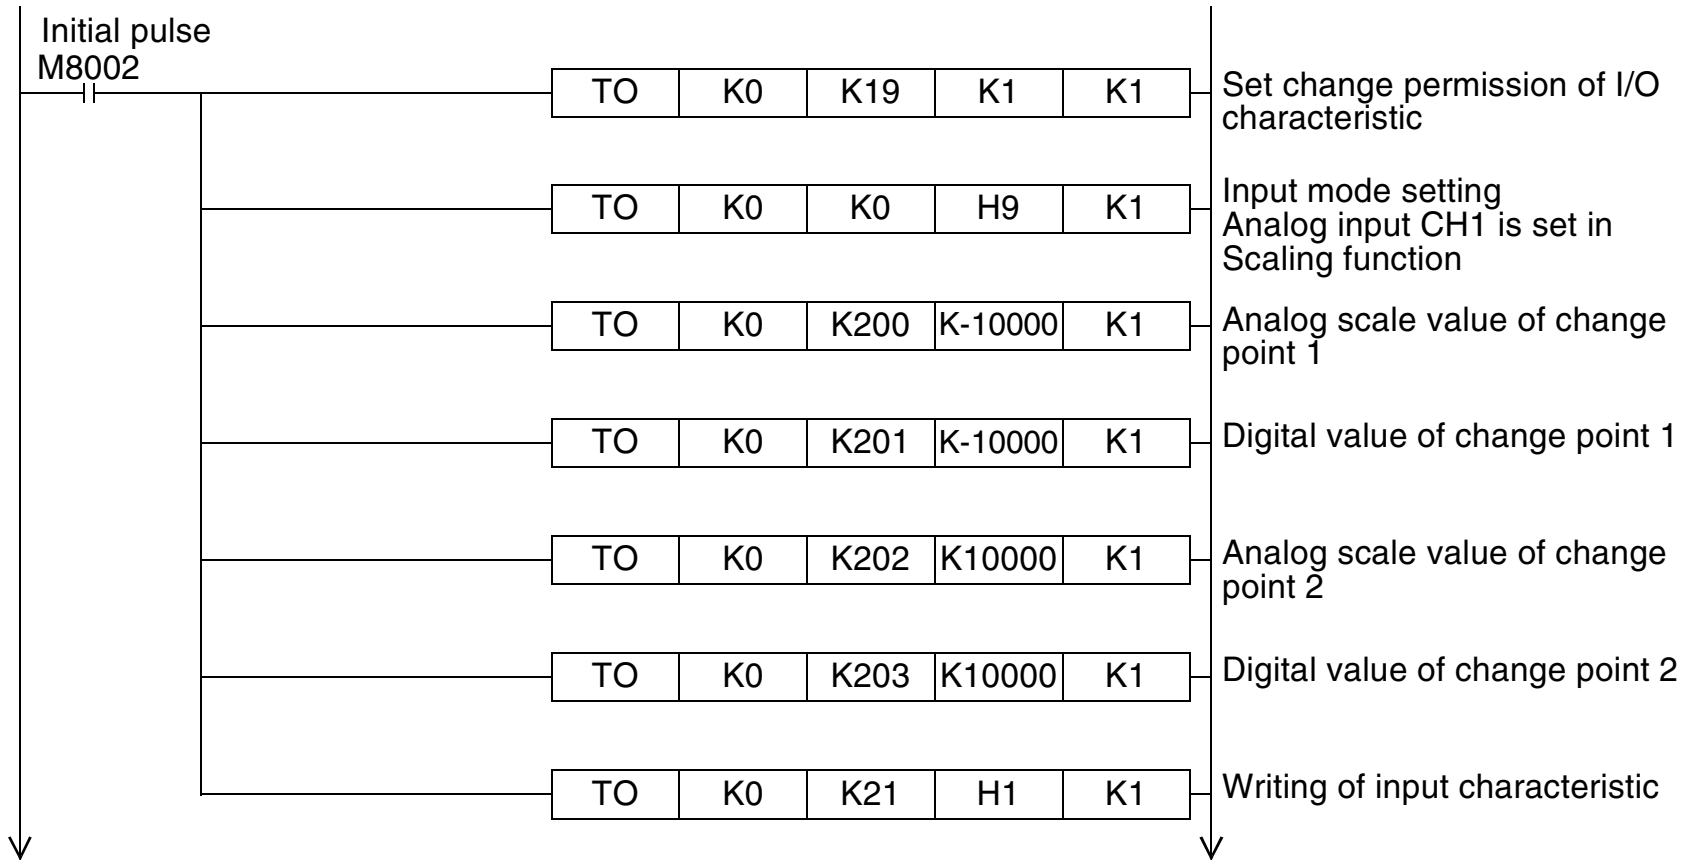 Initial pulse
M8002
TO K0 K19 K1 K1
Set change permission of I/O
characteristic
TO K0 K0 H9 K1
Input mode setting
Analog input CH1 is set in
Scaling function
TO K0 K200 K-10000 K1
Analog scale value of change
point 1
TO K0 K201 K-10000 K1
Digital value of change point 1
TO K0 K202 K10000 K1
Analog scale value of change
point 2
TO K0 K203 K10000 K1
Digital value of change point 2
TO K0 K21 H1 K1
Writing of input characteristic